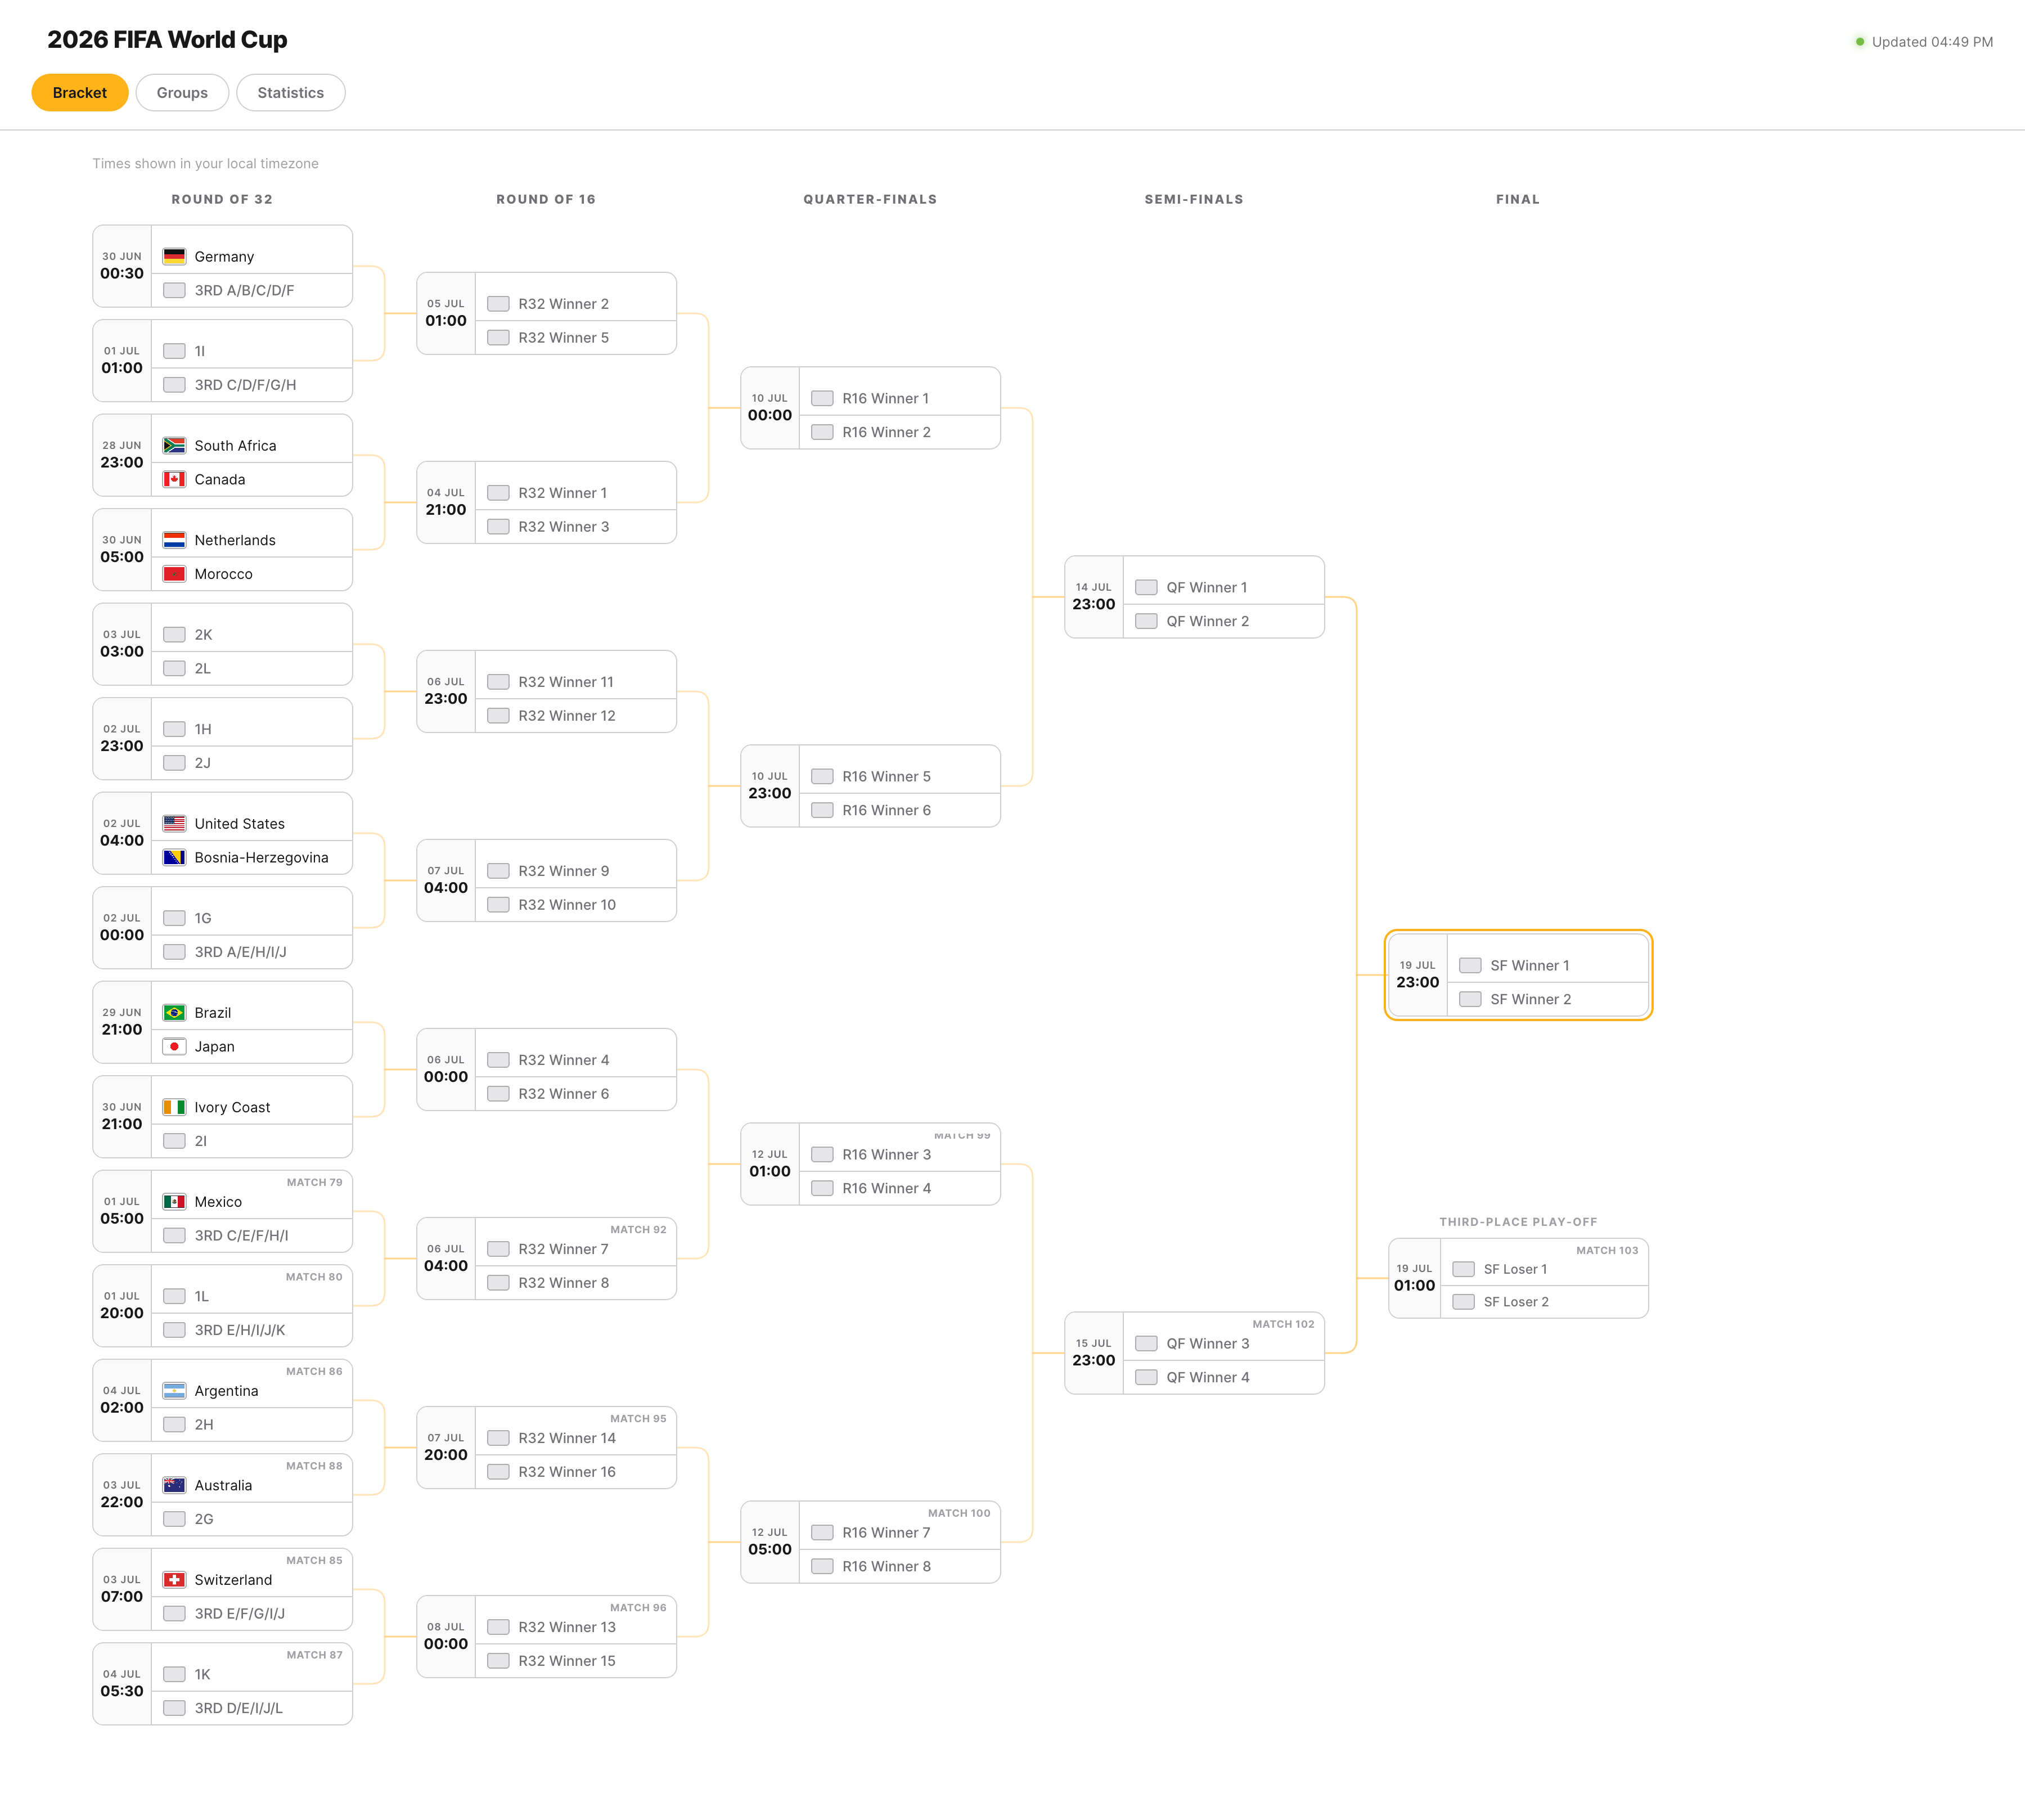 2026 FIFA World Cup
Updated 04:49 PM
Bracket
Groups
Statistics
Times shown in your local timezone
ROUND OF 32
30 JUN
00:30
Germany
3RD A/B/C/D/F
01 JUL
01:00
1I
3RD C/D/F/G/H
28 JUN
23:00
South Africa
Canada
30 JUN
05:00
Netherlands
Morocco
03 JUL
03:00
2K
2L
02 JUL
23:00
1H
2J
02 JUL
04:00
United States
Bosnia-Herzegovina
02 JUL
00:00
1G
3RD A/E/H/I/J
29 JUN
21:00
Brazil
Japan
30 JUN
21:00
Ivory Coast
2I
MATCH 79
01 JUL
05:00
Mexico
3RD C/E/F/H/I
MATCH 80
01 JUL
20:00
1L
3RD E/H/I/J/K
MATCH 86
04 JUL
02:00
Argentina
2H
MATCH 88
03 JUL
22:00
Australia
2G
MATCH 85
03 JUL
07:00
Switzerland
3RD E/F/G/I/J
MATCH 87
04 JUL
05:30
1K
3RD D/E/I/J/L
ROUND OF 16
05 JUL
01:00
R32 Winner 2
R32 Winner 5
04 JUL
21:00
R32 Winner 1
R32 Winner 3
06 JUL
23:00
R32 Winner 11
R32 Winner 12
07 JUL
04:00
R32 Winner 9
R32 Winner 10
06 JUL
00:00
R32 Winner 4
R32 Winner 6
MATCH 92
06 JUL
04:00
R32 Winner 7
R32 Winner 8
MATCH 95
07 JUL
20:00
R32 Winner 14
R32 Winner 16
MATCH 96
08 JUL
00:00
R32 Winner 13
R32 Winner 15
QUARTER-FINALS
10 JUL
00:00
R16 Winner 1
R16 Winner 2
10 JUL
23:00
R16 Winner 5
R16 Winner 6
MATCH 99
12 JUL
01:00
R16 Winner 3
R16 Winner 4
MATCH 100
12 JUL
05:00
R16 Winner 7
R16 Winner 8
SEMI-FINALS
14 JUL
23:00
QF Winner 1
QF Winner 2
MATCH 102
15 JUL
23:00
QF Winner 3
QF Winner 4
FINAL
19 JUL
23:00
SF Winner 1
SF Winner 2
THIRD-PLACE PLAY-OFF
MATCH 103
19 JUL
01:00
SF Loser 1
SF Loser 2